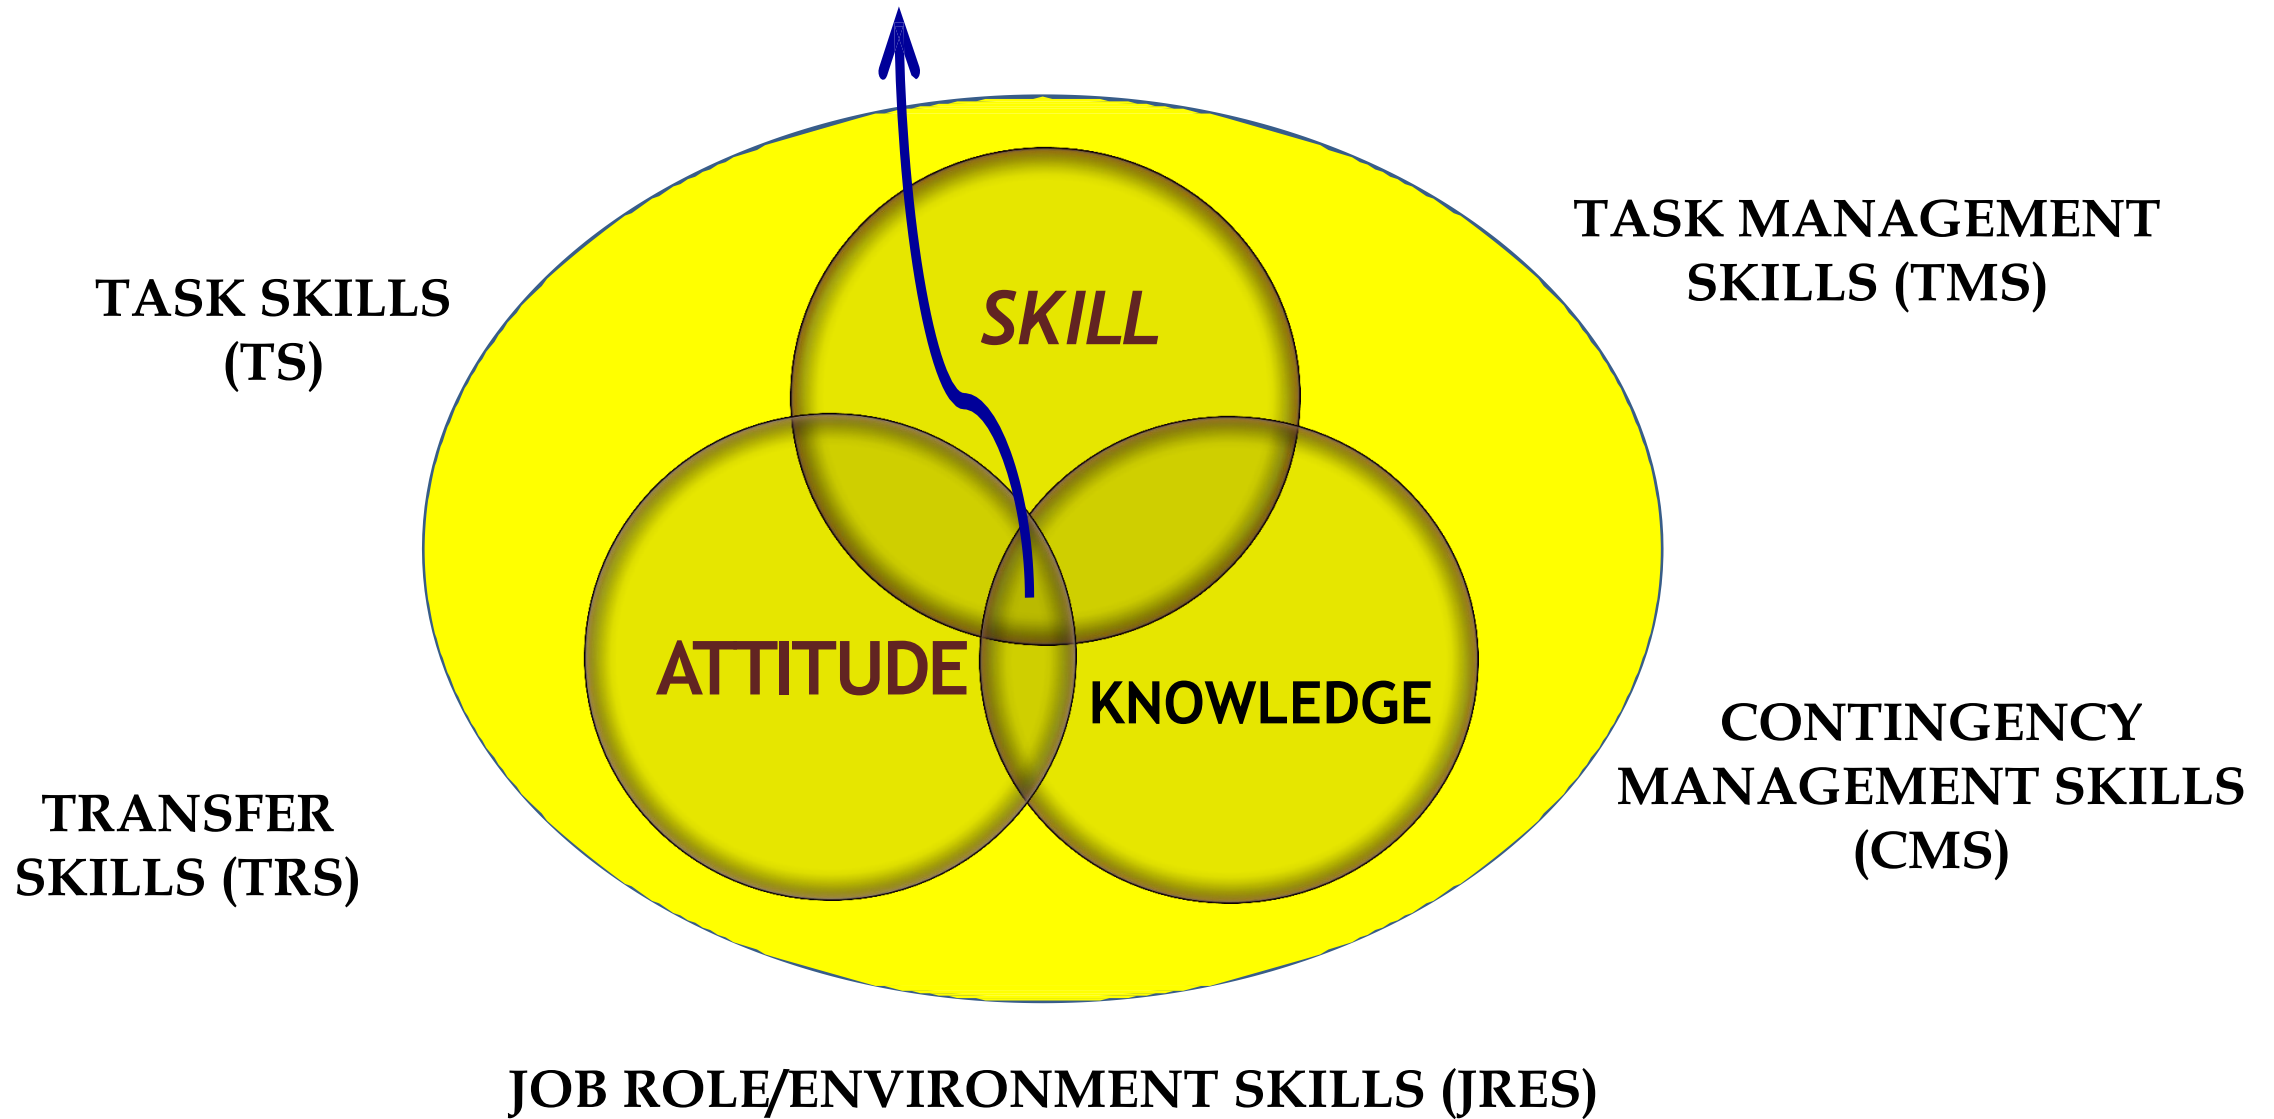 TASK MANAGEMENT
SKILLS (TMS)
TASK SKILLS
(TS)
SKILL
ATTITUDE
KNOWLEDGE
CONTINGENCY
MANAGEMENT SKILLS
(CMS)
TRANSFER
SKILLS (TRS)
JOB ROLE/ENVIRONMENT SKILLS (JRES)